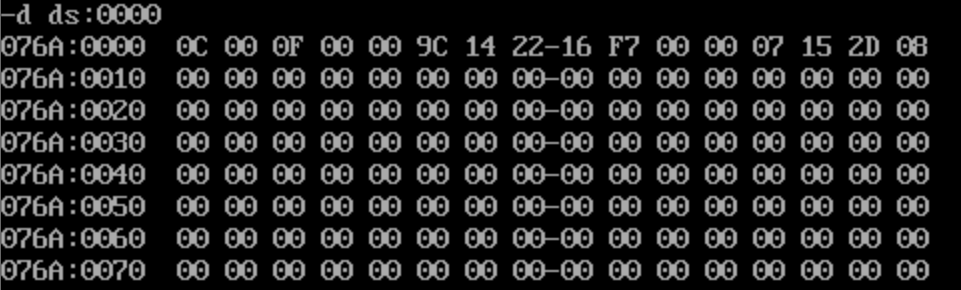 -d ds:0000
076A:0000 0C 00 0F 00 00 9C 14 22-16 F7 00 00 07 15 2D 08
076A:0010 00 00 00 00 00 00 00 00-00 00 00 00 00 00 00 00
076A:0020 00 00 00 00 00 00 00 00-00 00 00 00 00 00 00 00
076A:0030 00 00 00 00 00 00 00 00-00 00 00 00 00 00 00 00
076A:0040 00 00 00 00 00 00 00 00-00 00 00 00 00 00 00 00
076A:0050 00 00 00 00 00 00 00 00-00 00 00 00 00 00 00 00
076A:0060 00 00 00 00 00 00 00 00-00 00 00 00 00 00 00 00
076A:0070 00 00 00 00 00 00 00 00-00 00 00 00 00 00 00 00